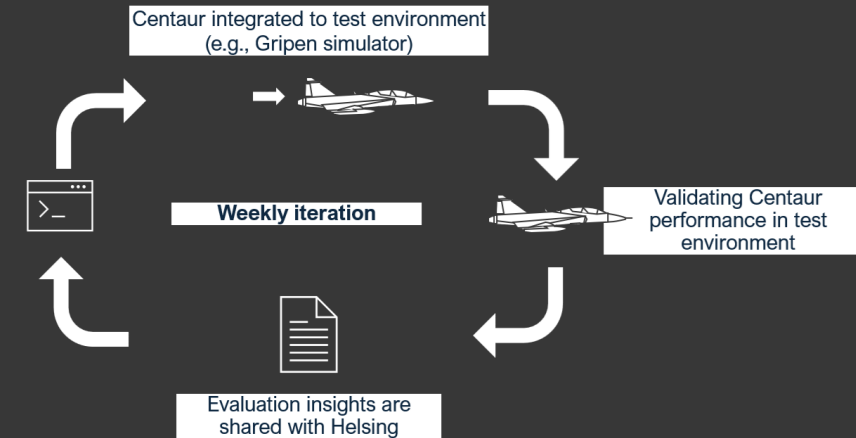 Centaur integrated to test environment
(e.g., Gripen simulator)
Weekly iteration
Validating Centaur
performance in test
environment
Evaluation insights are
shared with Helsing